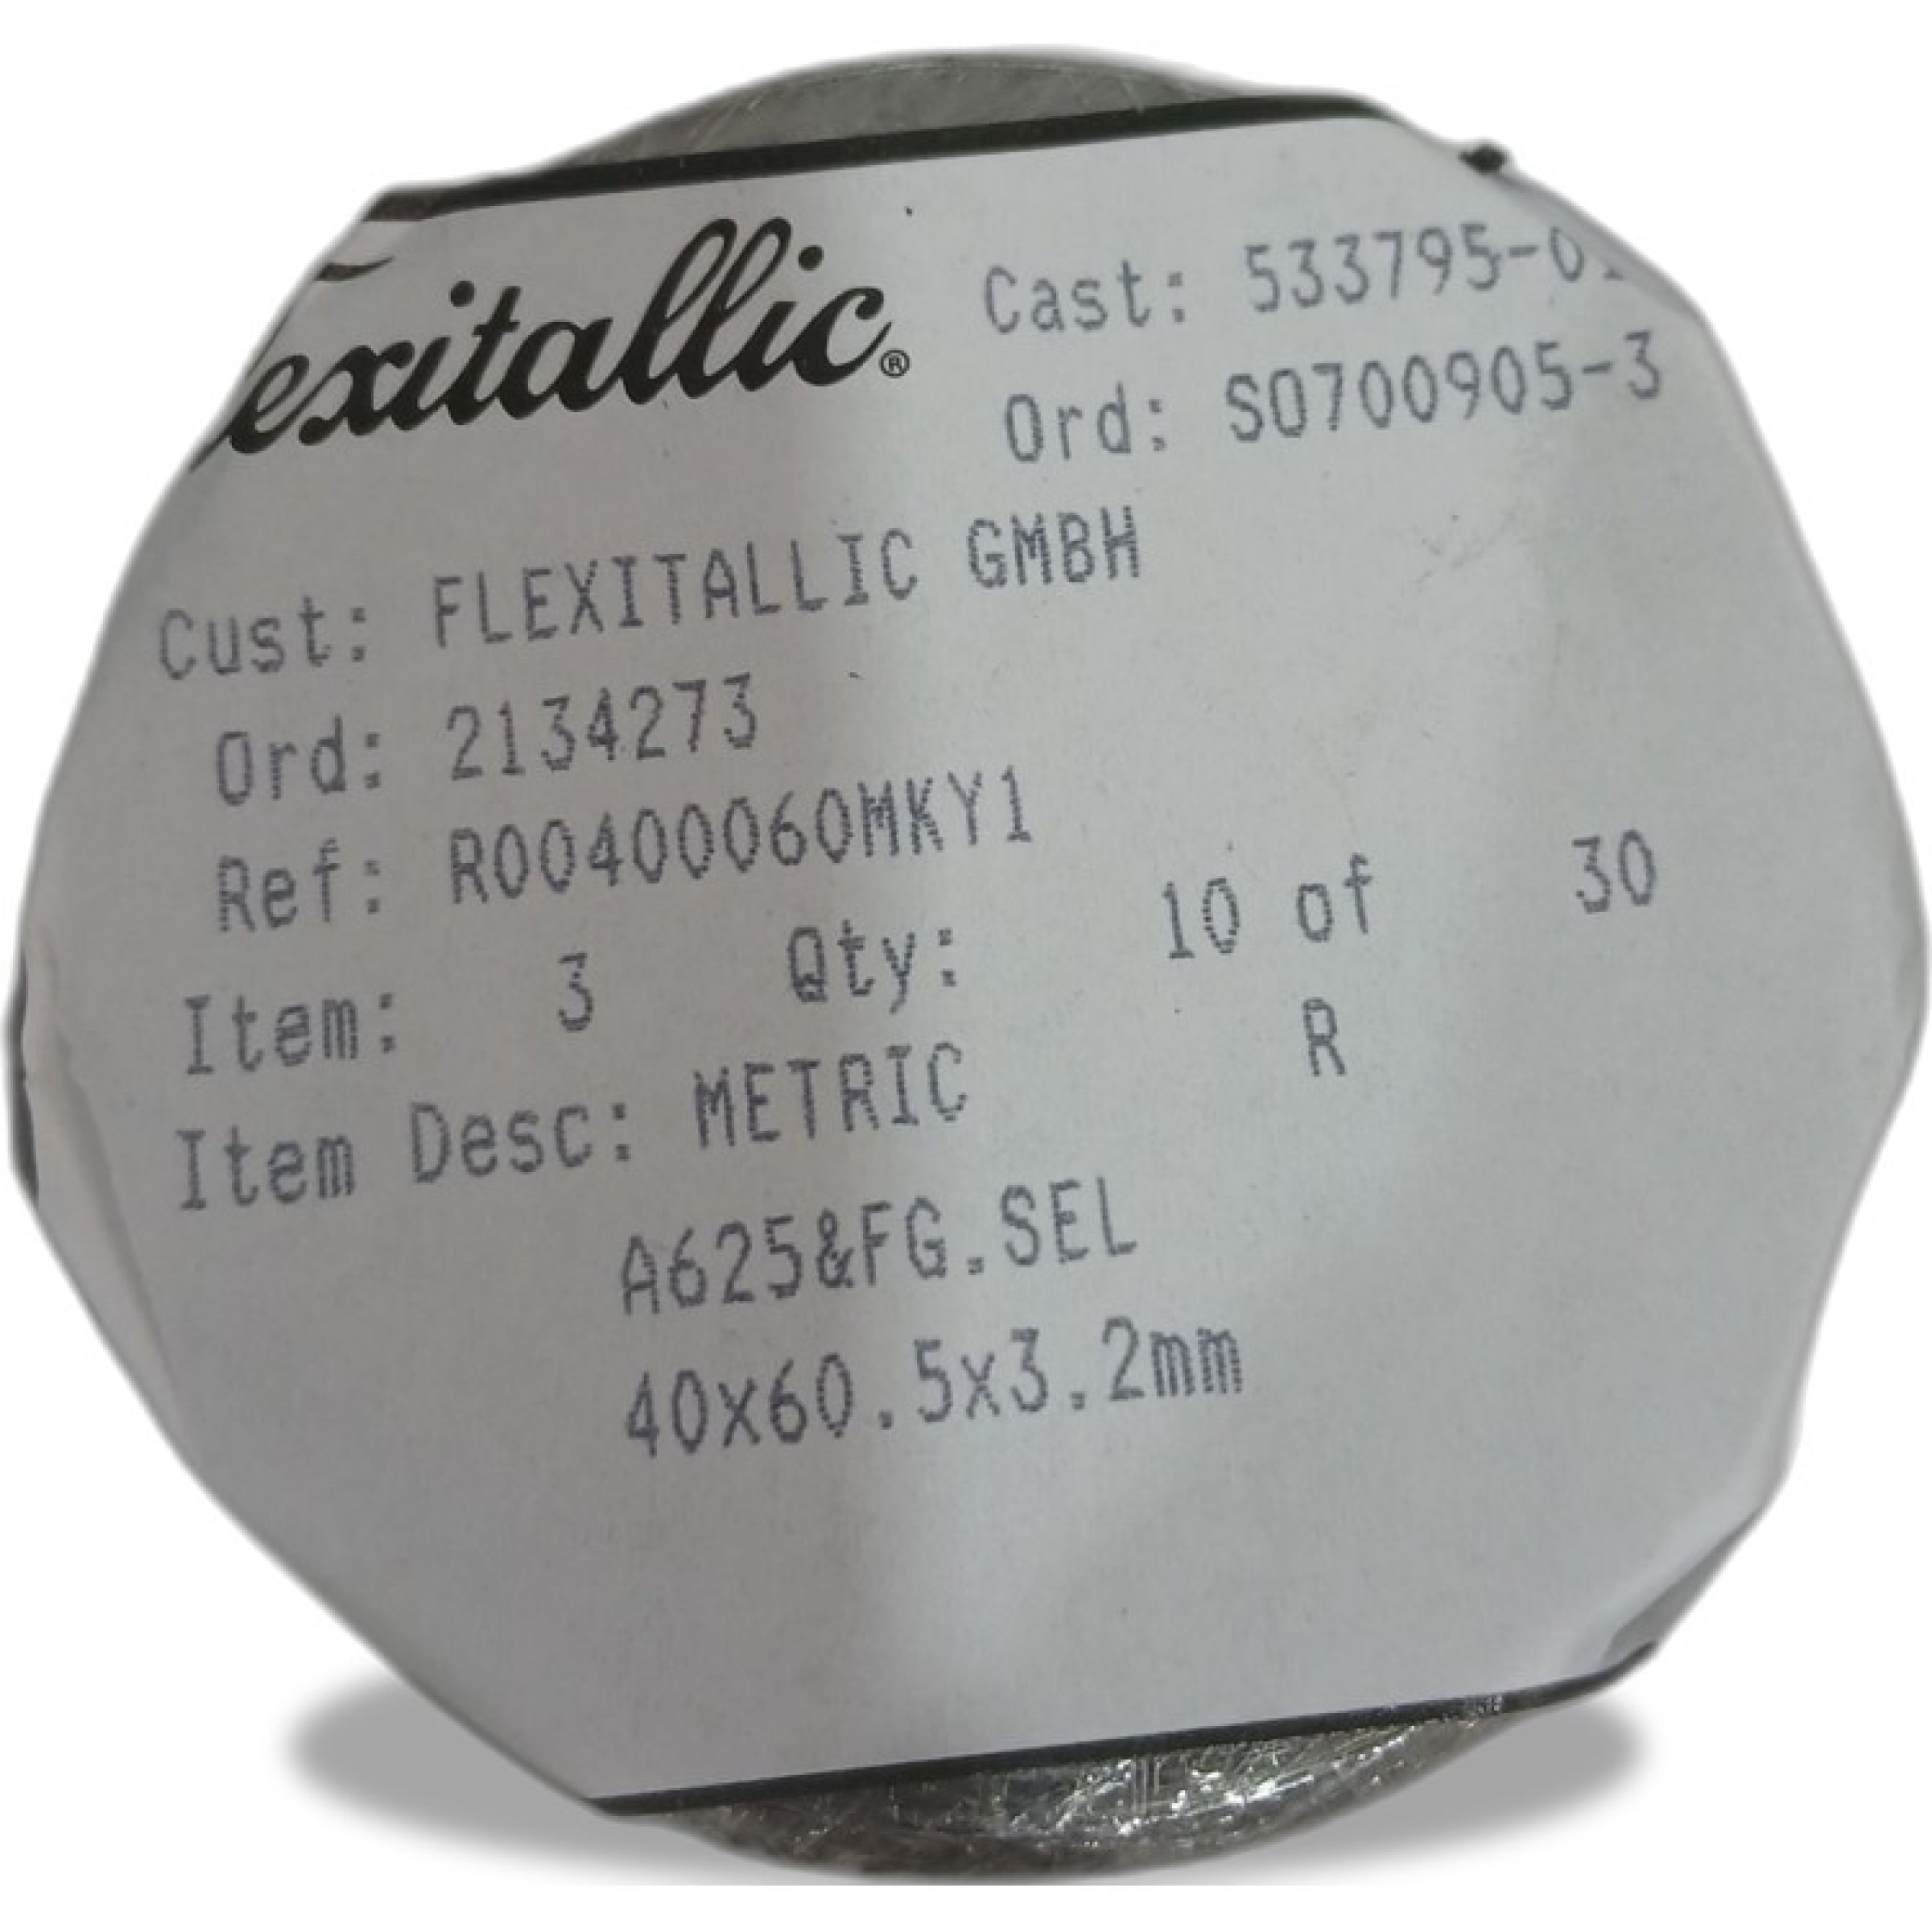 exitallic®
Cast: 533795-0
Ord: S0700905-3
Cust: FLEXITALLIC GMBH
Ord: 2134273
Ref: R00400060MKY1
Item: 3 Qty: 10 of 30
Item Desc: METRIC R
A625&FG.SEL
40x60.5x3.2mm